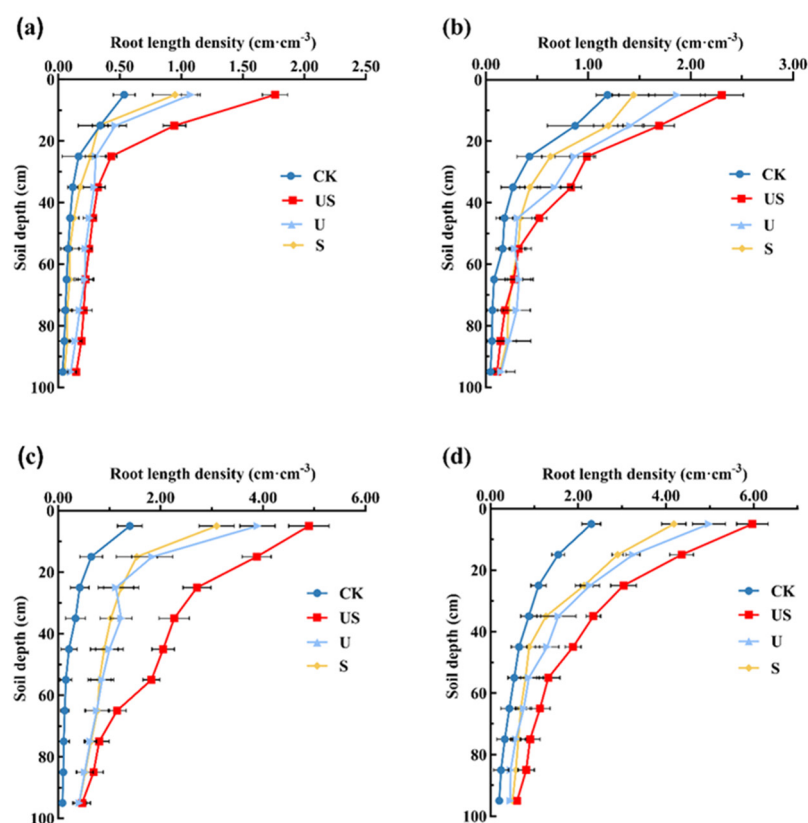 (a)
Root length density (cm·cm⁻³)
0.00 0.50 1.00 1.50 2.00 2.50
0
20
40
60
80
100
Soil depth (cm)
CK
US
U
S
(b)
Root length density (cm·cm⁻³)
0.00 1.00 2.00 3.00
0
20
40
60
80
100
Soil depth (cm)
CK
US
U
S
(c)
Root length density (cm·cm⁻³)
0.00 2.00 4.00 6.00
0
20
40
60
80
100
Soil depth (cm)
CK
US
U
S
(d)
Root length density (cm·cm⁻³)
0.00 2.00 4.00 6.00
0
20
40
60
80
100
Soil depth (cm)
CK
US
U
S